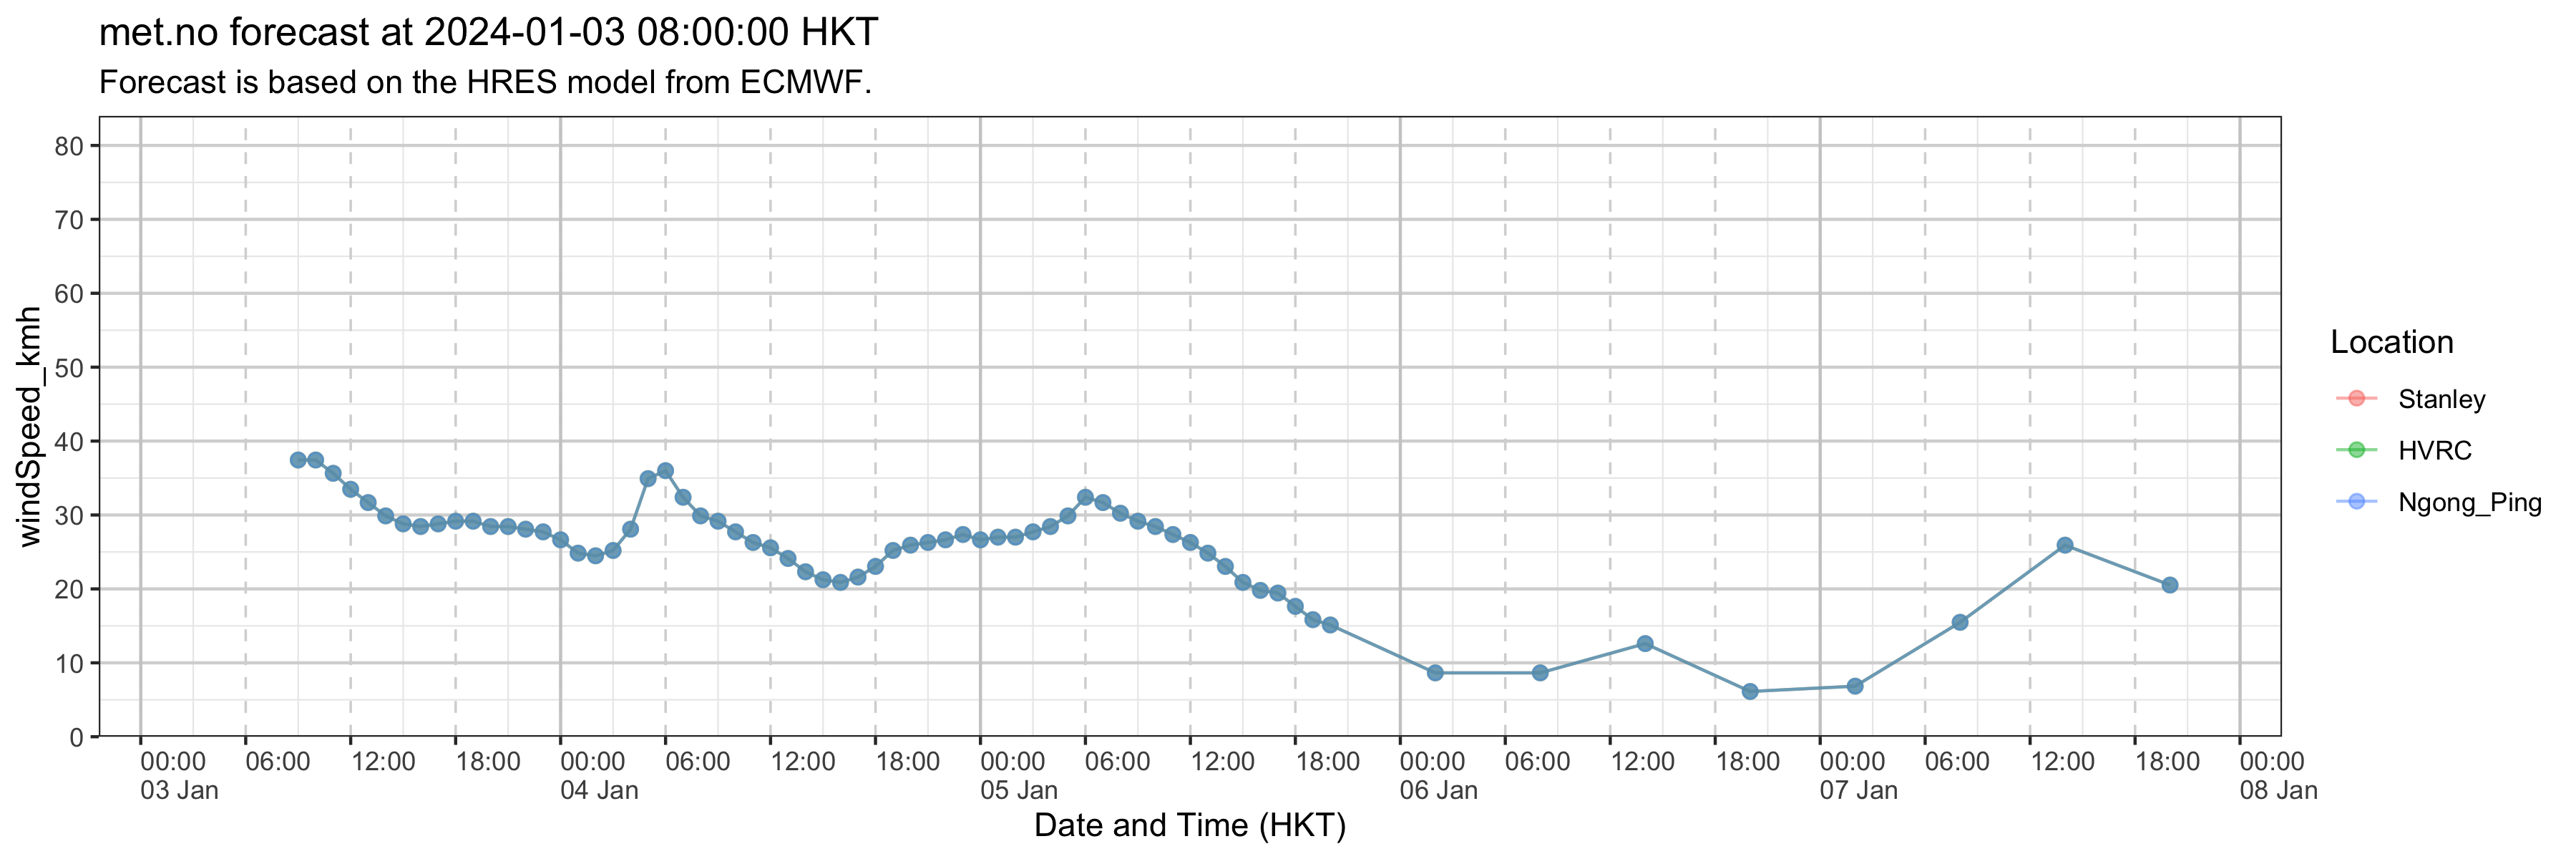 met.no forecast at 2024-01-03 08:00:00 HKT
Forecast is based on the HRES model from ECMWF.
windSpeed_kmh
80
70
60
50
40
30
20
10
0
00:00 06:00 12:00 18:00 00:00 06:00 12:00 18:00 00:00 06:00 12:00 18:00 00:00 06:00 12:00 18:00 00:00 06:00 12:00 18:00 00:00
03 Jan 04 Jan 05 Jan 06 Jan 07 Jan 08 Jan
Date and Time (HKT)
Location
Stanley
HVRC
Ngong_Ping